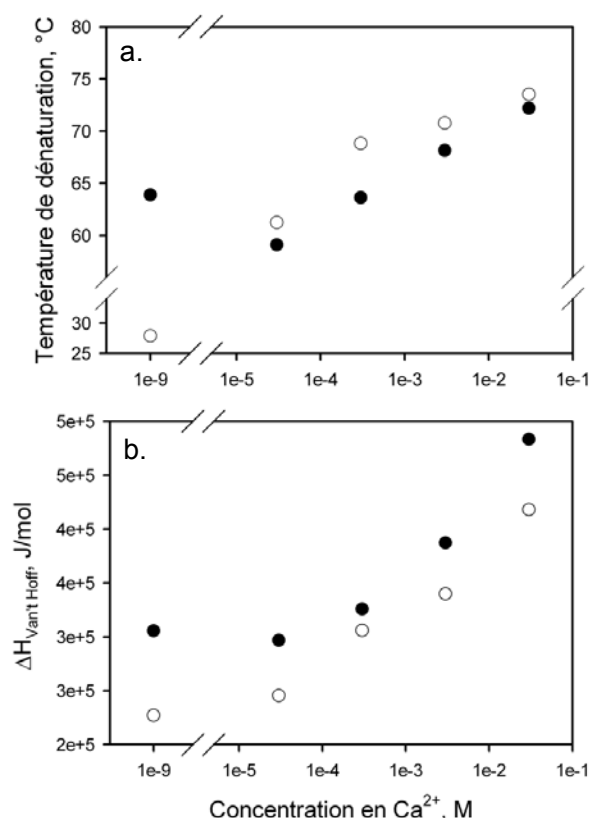 a.
Température de dénaturation, °C
80
75
70
65
60
30
25
1e-9 1e-5 1e-4 1e-3 1e-2 1e-1
b.
ΔHVan't Hoff, J/mol
5e+5
5e+5
4e+5
4e+5
3e+5
3e+5
2e+5
1e-9 1e-5 1e-4 1e-3 1e-2 1e-1
Concentration en Ca2+, M